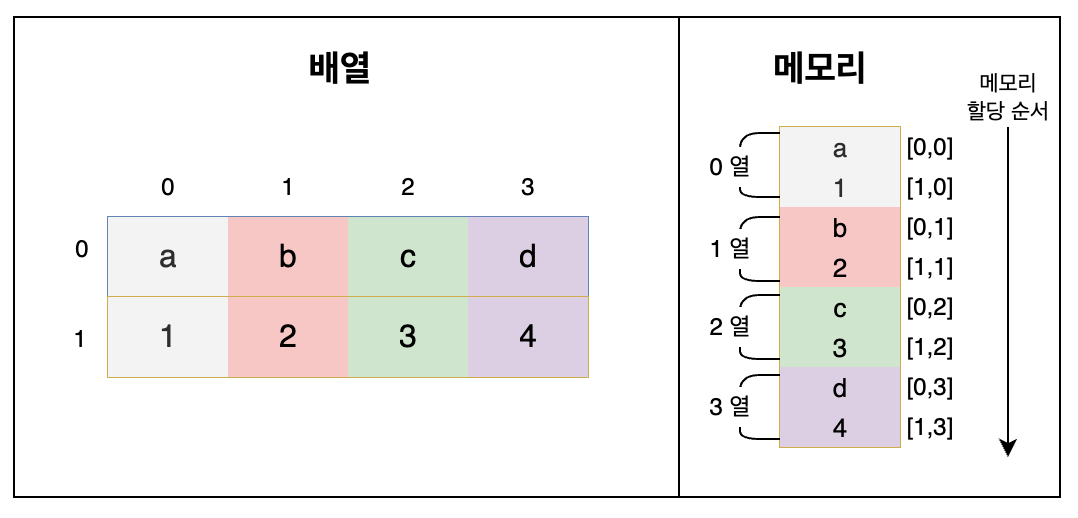 배열
0 1 2 3
0 a b c d
1 1 2 3 4
메모리
메모리
할당 순서
0 열
a [0,0]
1 [1,0]
1 열
b [0,1]
2 [1,1]
2 열
c [0,2]
3 [1,2]
3 열
d [0,3]
4 [1,3]